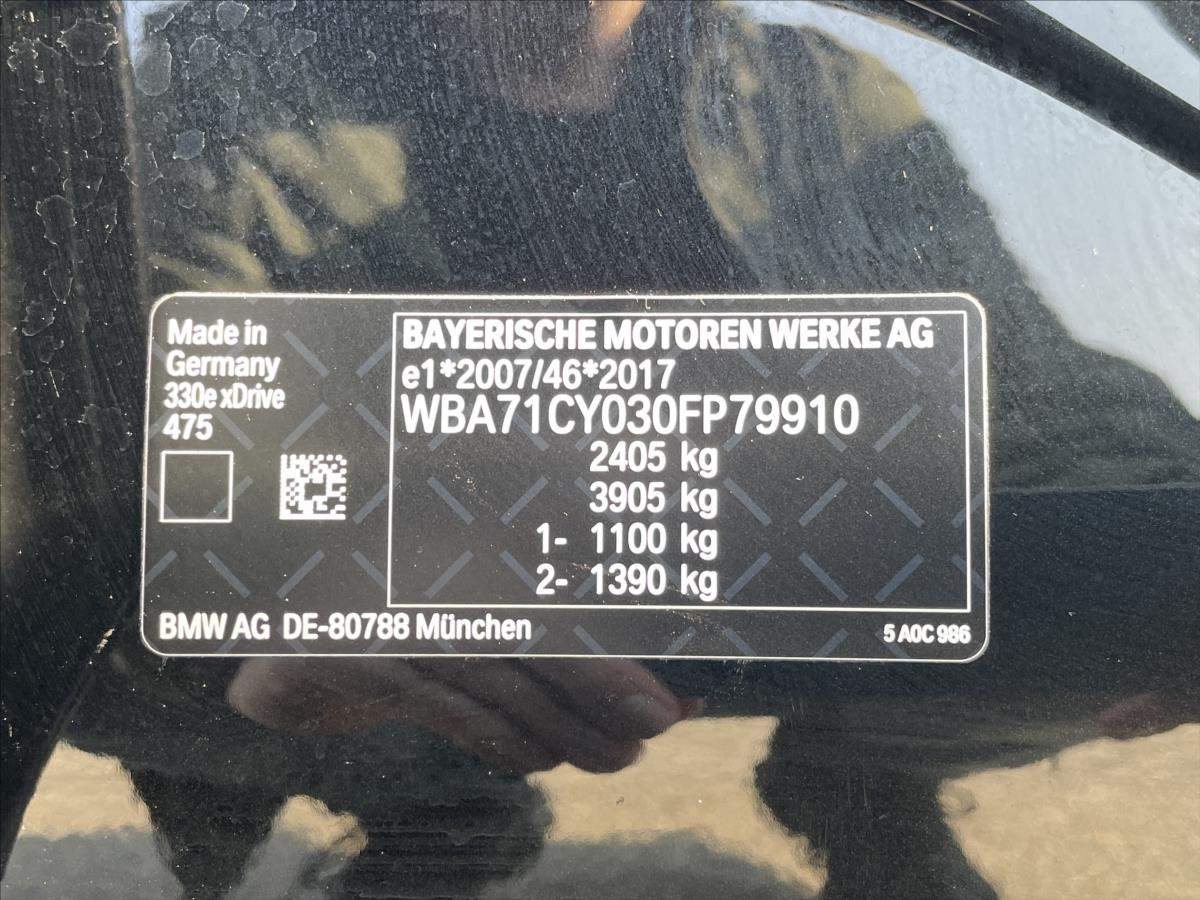 Made in
Germany
330e xDrive
475
BAYERISCHE MOTOREN WERKE AG
e1*2007/46*2017
WBA71CY030FP79910
2405 kg
3905 kg
1- 1100 kg
2- 1390 kg
BMW AG DE-80788 München
5 A0C 986